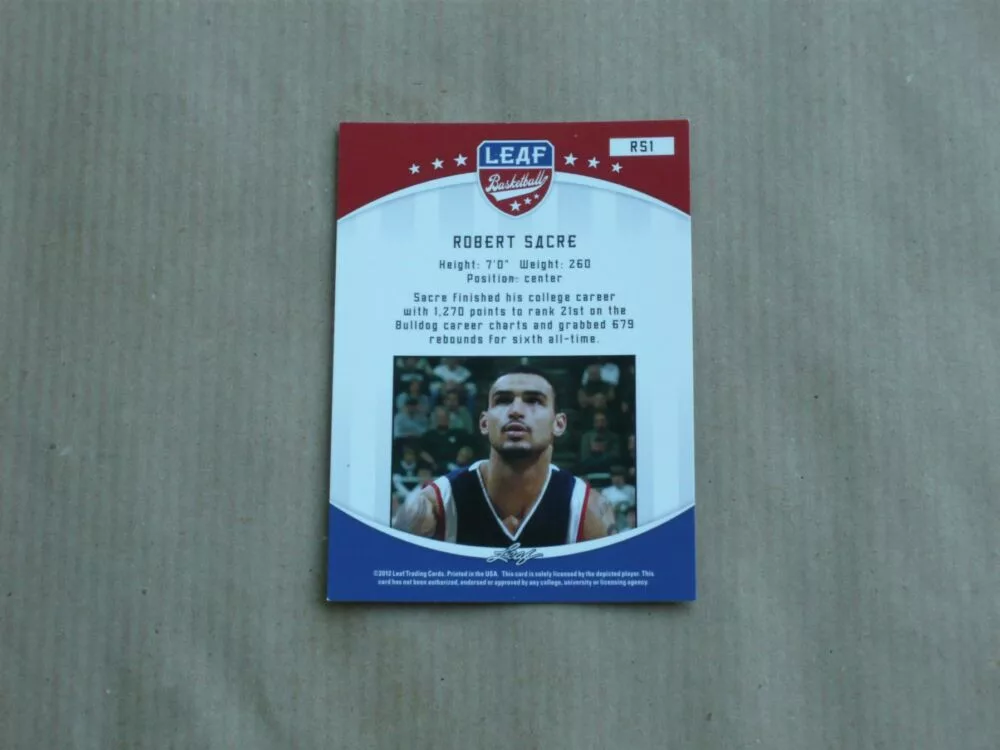 RS1
LEAF
Basketball
ROBERT SACRE
Height: 7'0" Weight: 260
Position: center
Sacre finished his college career
with 1,270 points to rank 21st on the
Bulldog career charts and grabbed 679
rebounds for sixth all-time.
Leaf
©2012 Leaf Trading Cards. Printed in the USA. This card is solely licensed by the depicted player. This
card has not been authorized, endorsed or approved by any college, university or licensing agency.